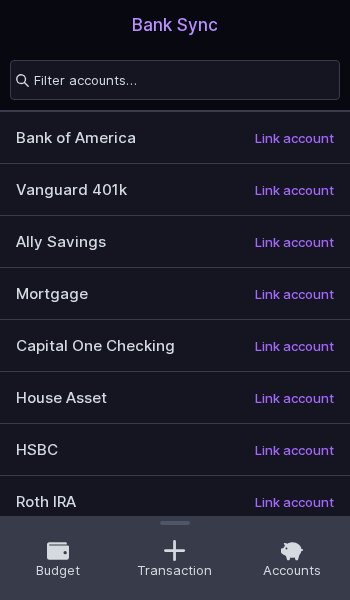 Bank Sync
Filter accounts…
Bank of America Link account
Vanguard 401k Link account
Ally Savings Link account
Mortgage Link account
Capital One Checking Link account
House Asset Link account
HSBC Link account
Roth IRA Link account
Budget Transaction Accounts